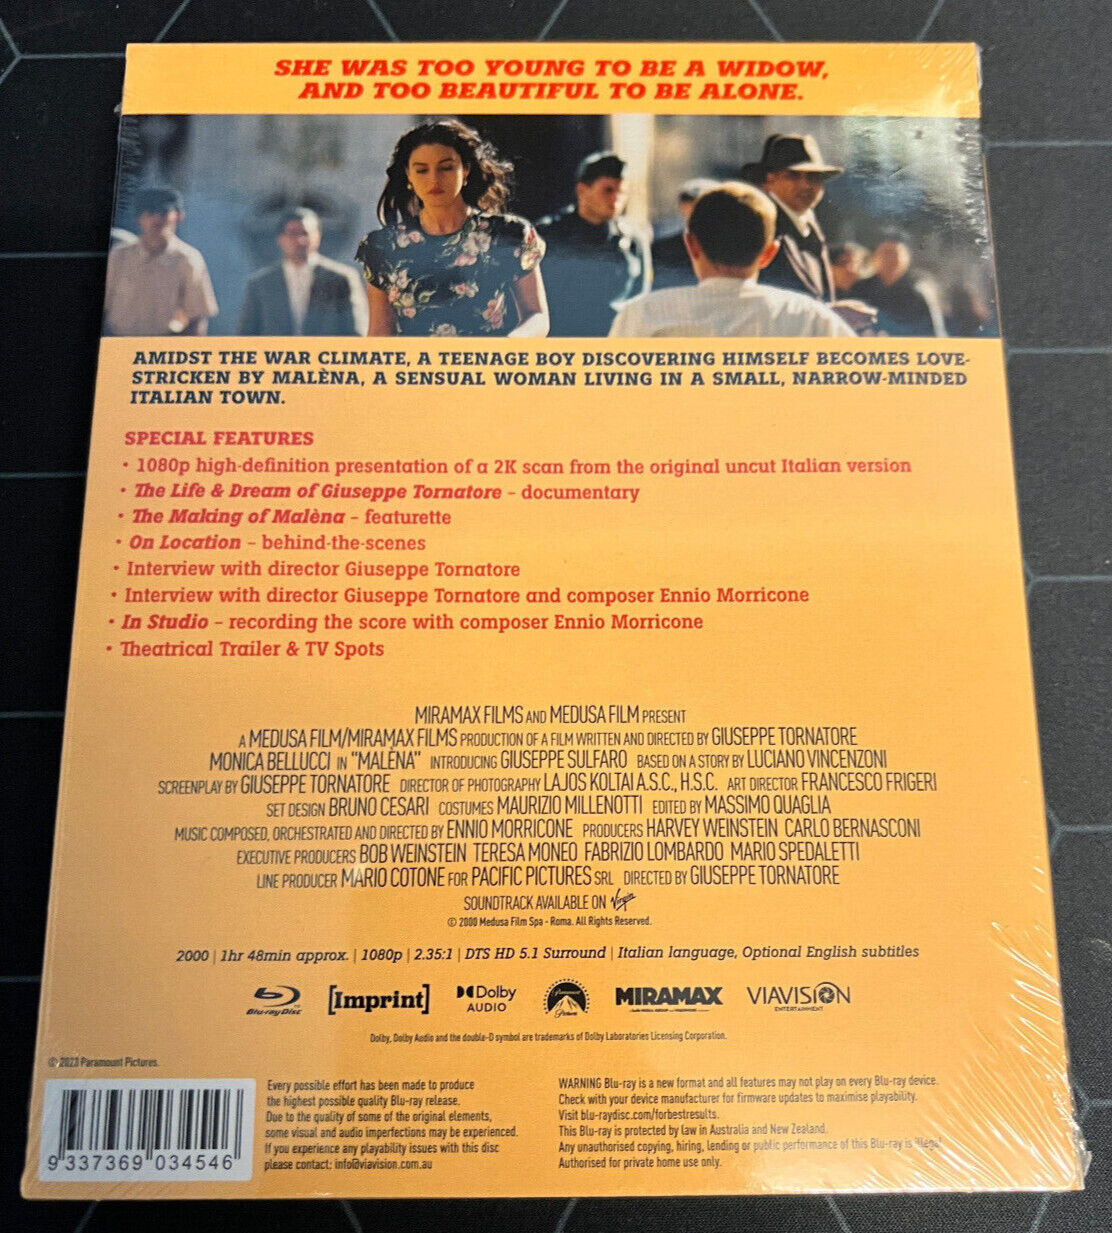 SHE WAS TOO YOUNG TO BE A WIDOW,
AND TOO BEAUTIFUL TO BE ALONE.
AMIDST THE WAR CLIMATE, A TEENAGE BOY DISCOVERING HIMSELF BECOMES LOVE-
STRICKEN BY MALÈNA, A SENSUAL WOMAN LIVING IN A SMALL, NARROW-MINDED
ITALIAN TOWN.
SPECIAL FEATURES
• 1080p high-definition presentation of a 2K scan from the original uncut Italian version
• The Life & Dream of Giuseppe Tornatore – documentary
• The Making of Malèna – featurette
• On Location – behind-the-scenes
• Interview with director Giuseppe Tornatore
• Interview with director Giuseppe Tornatore and composer Ennio Morricone
• In Studio – recording the score with composer Ennio Morricone
• Theatrical Trailer & TV Spots
MIRAMAX FILMS AND MEDUSA FILM PRESENT
A MEDUSA FILM/MIRAMAX FILMS PRODUCTION OF A FILM WRITTEN AND DIRECTED BY GIUSEPPE TORNATORE
MONICA BELLUCCI IN "MALÈNA" INTRODUCING GIUSEPPE SULFARO BASED ON A STORY BY LUCIANO VINCENZONI
SCREENPLAY BY GIUSEPPE TORNATORE DIRECTOR OF PHOTOGRAPHY LAJOS KOLTAI A.S.C., H.S.C. ART DIRECTOR FRANCESCO FRIGERI
SET DESIGN BRUNO CESARI COSTUMES MAURIZIO MILLENOTTI EDITED BY MASSIMO QUAGLIA
MUSIC COMPOSED, ORCHESTRATED AND DIRECTED BY ENNIO MORRICONE PRODUCERS HARVEY WEINSTEIN CARLO BERNASCONI
EXECUTIVE PRODUCERS BOB WEINSTEIN TERESA MONEO FABRIZIO LOMBARDO MARIO SPEDALETTI
LINE PRODUCER MARIO COTONE FOR PACIFIC PICTURES SRL DIRECTED BY GIUSEPPE TORNATORE
SOUNDTRACK AVAILABLE ON Virgin
© 2000 Medusa Film Spa - Roma. All Rights Reserved.
2000 | 1hr 48min approx. | 1080p | 2.35:1 | DTS HD 5.1 Surround | Italian language, Optional English subtitles
Blu-ray Disc [Imprint] Dolby AUDIO Paramount Pictures MIRAMAX VIAVISION ENTERTAINMENT
Dolby, Dolby Audio and the double-D symbol are trademarks of Dolby Laboratories Licensing Corporation.
© 2023 Paramount Pictures.
9 337369 034546
Every possible effort has been made to produce
the highest possible quality Blu-ray release.
Due to the quality of some of the original elements,
some visual and audio imperfections may be experienced.
If you experience any playability issues with this disc
please contact: info@viavision.com.au
WARNING Blu-ray is a new format and all features may not play on every Blu-ray device.
Check with your device manufacturer for firmware updates to maximise playability.
Visit blu-raydisc.com/forbestresults.
This Blu-ray is protected by law in Australia and New Zealand.
Any unauthorised copying, hiring, lending or public performance of this Blu-ray is illegal.
Authorised for private home use only.